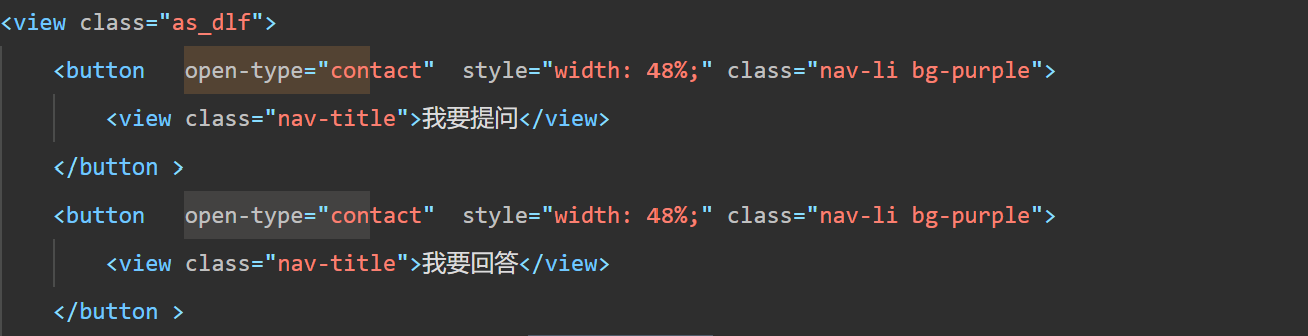 <view class="as_dlf">
<button   open-type="contact"  style="width: 48%;" class="nav-li bg-purple">
<view class="nav-title">我要提问</view>
</button >
<button   open-type="contact"  style="width: 48%;" class="nav-li bg-purple">
<view class="nav-title">我要回答</view>
</button >